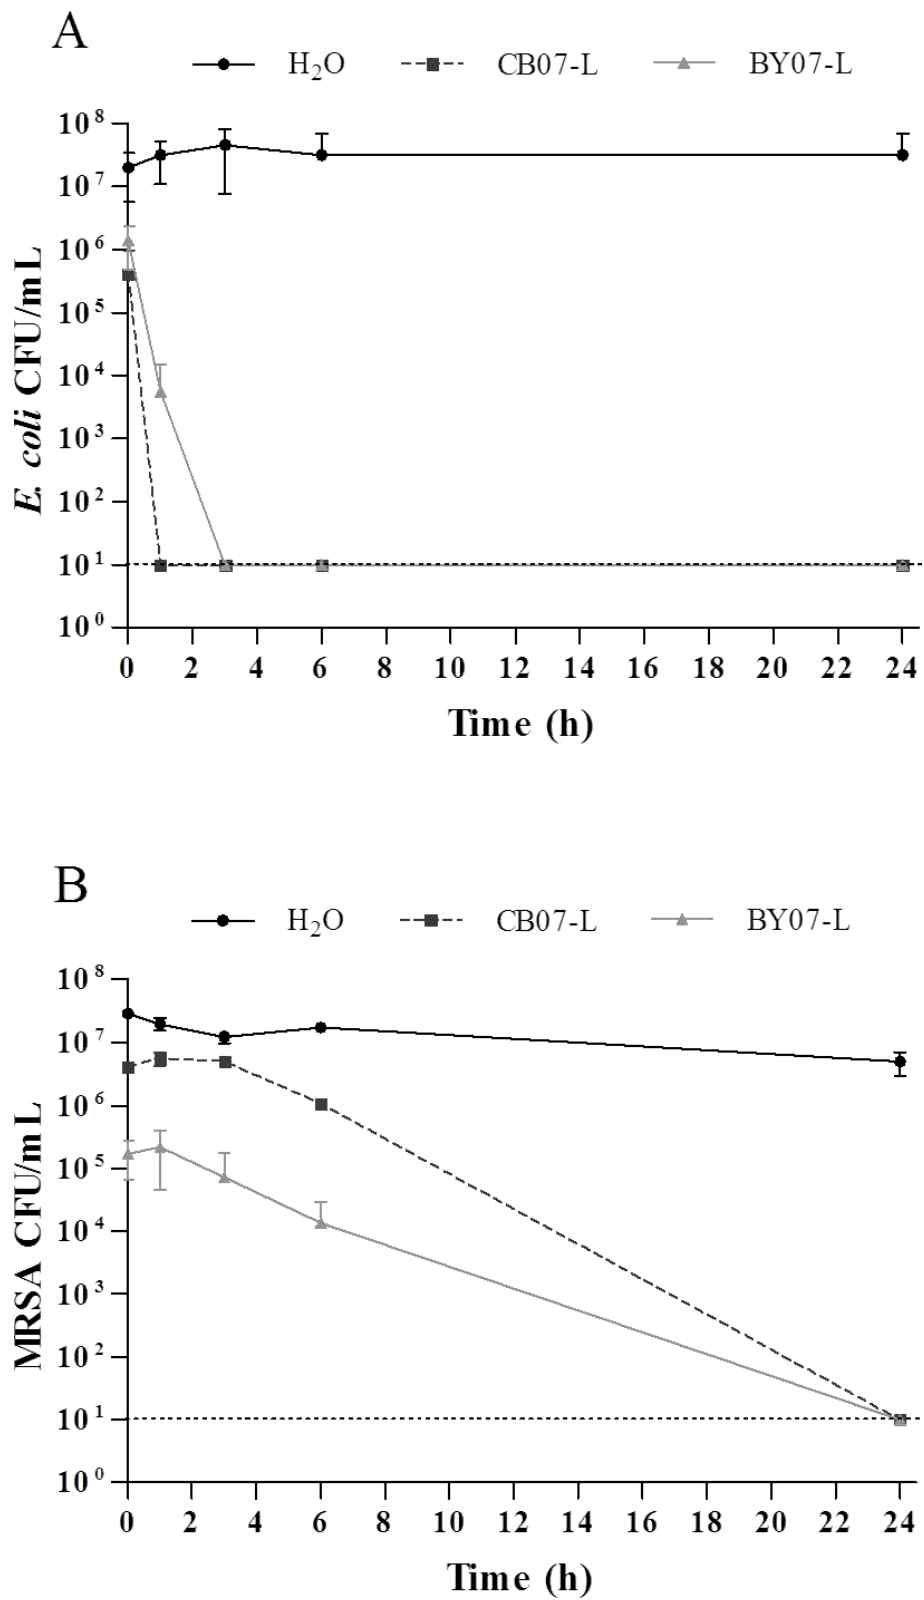 A
H₂O CB07-L BY07-L
10⁸
10⁷
10⁶
10⁵
10⁴
10³
10²
10¹
10⁰
E. coli CFU/mL
0 2 4 6 8 10 12 14 16 18 20 22 24
Time (h)
B
H₂O CB07-L BY07-L
10⁸
10⁷
10⁶
10⁵
10⁴
10³
10²
10¹
10⁰
MRSA CFU/mL
0 2 4 6 8 10 12 14 16 18 20 22 24
Time (h)